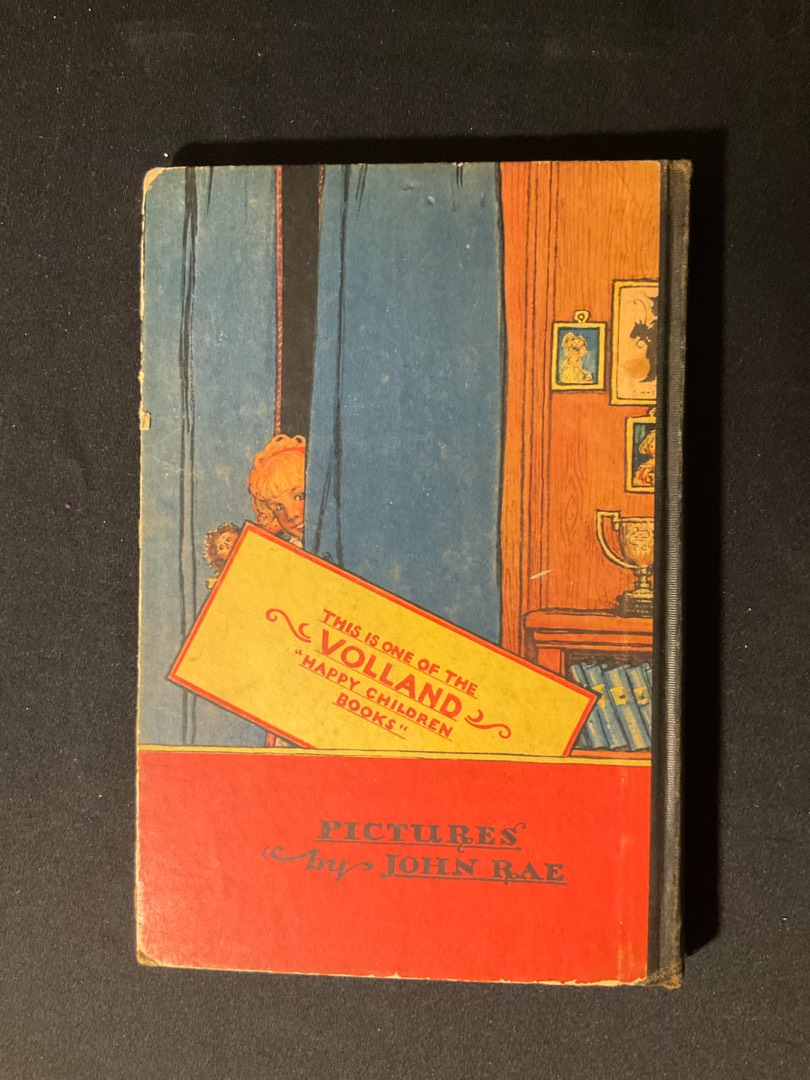 THIS IS ONE OF THE
VOLLAND
"HAPPY CHILDREN
BOOKS"
PICTURES
by JOHN RAE